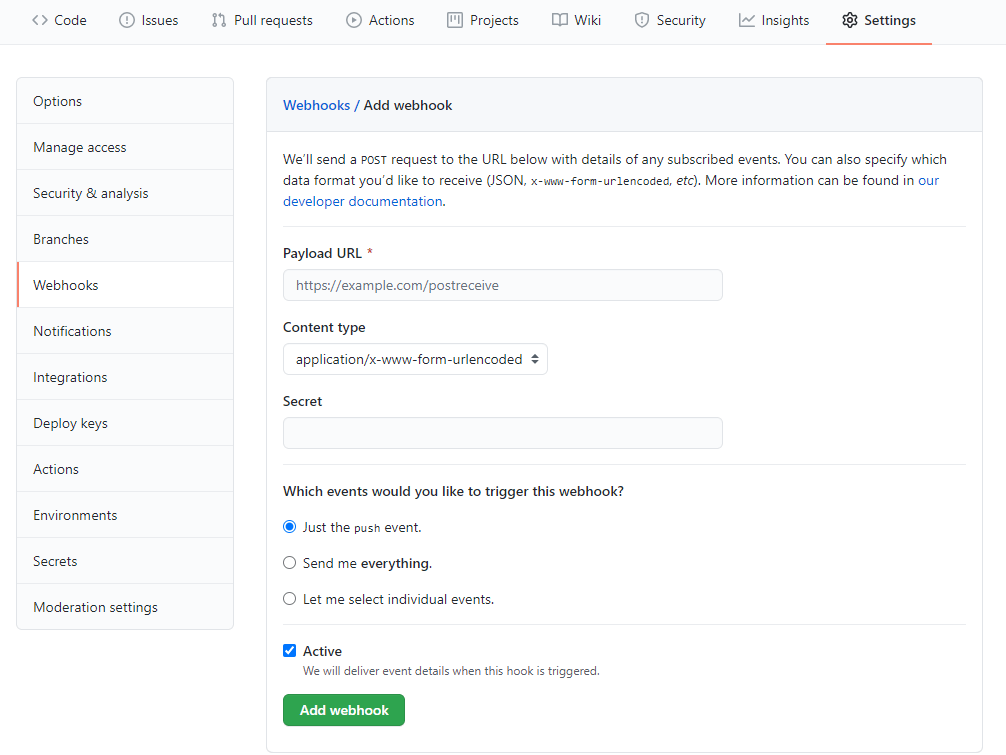 Code Issues Pull requests Actions Projects Wiki Security Insights Settings
Options
Manage access
Security & analysis
Branches
Webhooks
Notifications
Integrations
Deploy keys
Actions
Environments
Secrets
Moderation settings
Webhooks / Add webhook
We’ll send a POST request to the URL below with details of any subscribed events. You can also specify which
data format you’d like to receive (JSON, x-www-form-urlencoded, etc). More information can be found in our
developer documentation.
Payload URL *
https://example.com/postreceive
Content type
application/x-www-form-urlencoded
Secret
Which events would you like to trigger this webhook?
Just the push event.
Send me everything.
Let me select individual events.
Active
We will deliver event details when this hook is triggered.
Add webhook